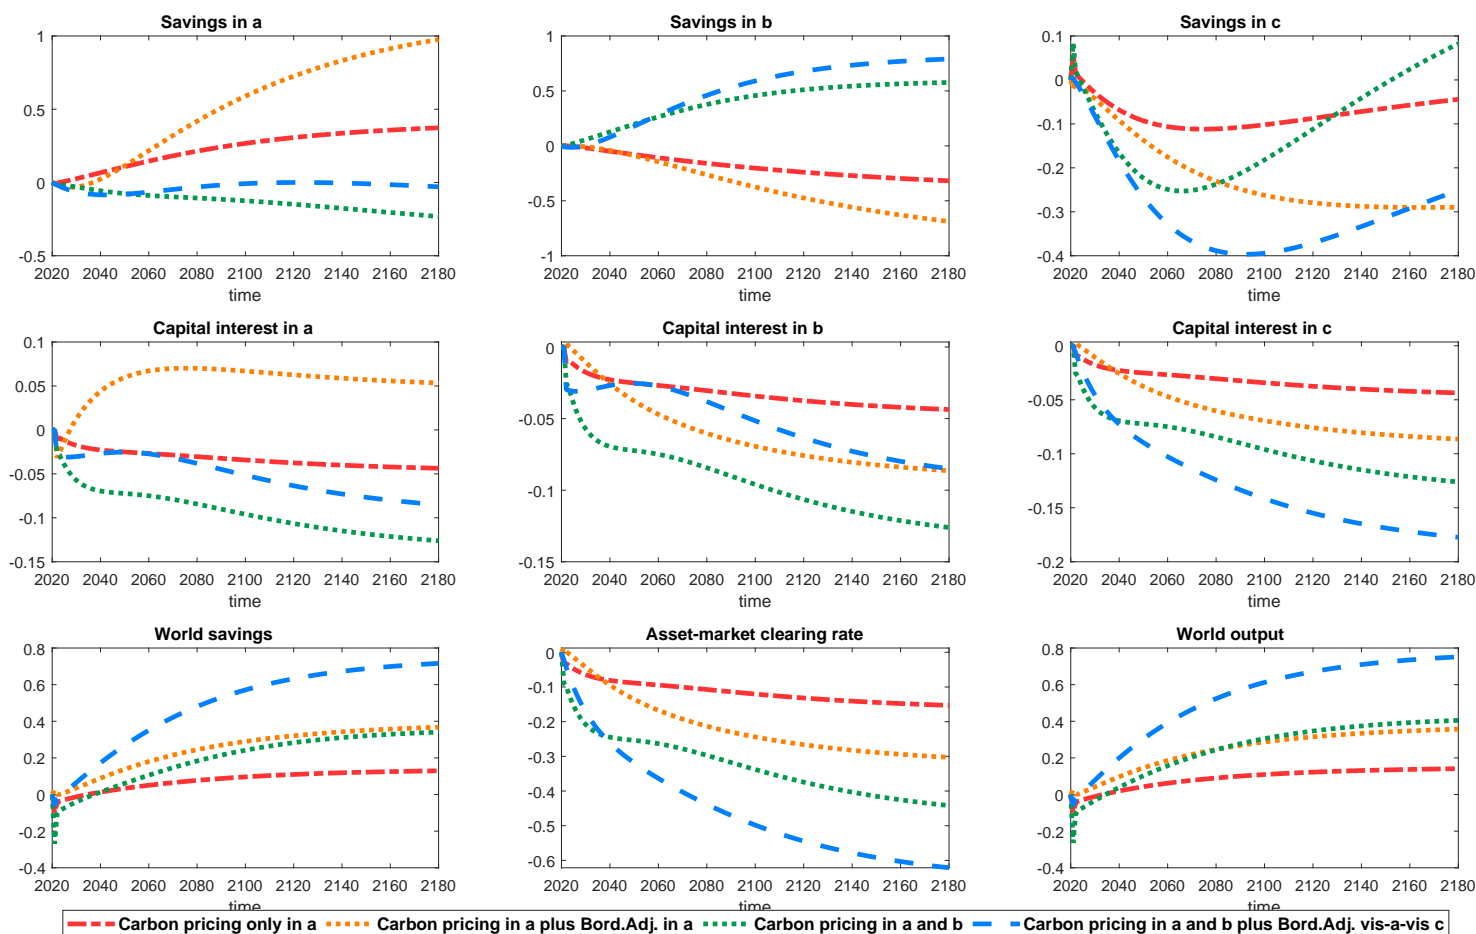 Savings in a
1
0.5
0
-0.5
2020 2040 2060 2080 2100 2120 2140 2160 2180
time
Savings in b
1
0.5
0
-0.5
-1
2020 2040 2060 2080 2100 2120 2140 2160 2180
time
Savings in c
0.1
0
-0.1
-0.2
-0.3
-0.4
2020 2040 2060 2080 2100 2120 2140 2160 2180
time
Capital interest in a
0.1
0.05
0
-0.05
-0.1
-0.15
2020 2040 2060 2080 2100 2120 2140 2160 2180
time
Capital interest in b
0
-0.05
-0.1
-0.15
2020 2040 2060 2080 2100 2120 2140 2160 2180
time
Capital interest in c
0
-0.05
-0.1
-0.15
-0.2
2020 2040 2060 2080 2100 2120 2140 2160 2180
time
World savings
0.8
0.6
0.4
0.2
0
-0.2
-0.4
2020 2040 2060 2080 2100 2120 2140 2160 2180
time
Asset-market clearing rate
0
-0.1
-0.2
-0.3
-0.4
-0.5
-0.6
2020 2040 2060 2080 2100 2120 2140 2160 2180
time
World output
0.8
0.6
0.4
0.2
0
-0.2
-0.4
2020 2040 2060 2080 2100 2120 2140 2160 2180
time
Carbon pricing only in a
Carbon pricing in a plus Bord.Adj. in a
Carbon pricing in a and b
Carbon pricing in a and b plus Bord.Adj. vis-a-vis c